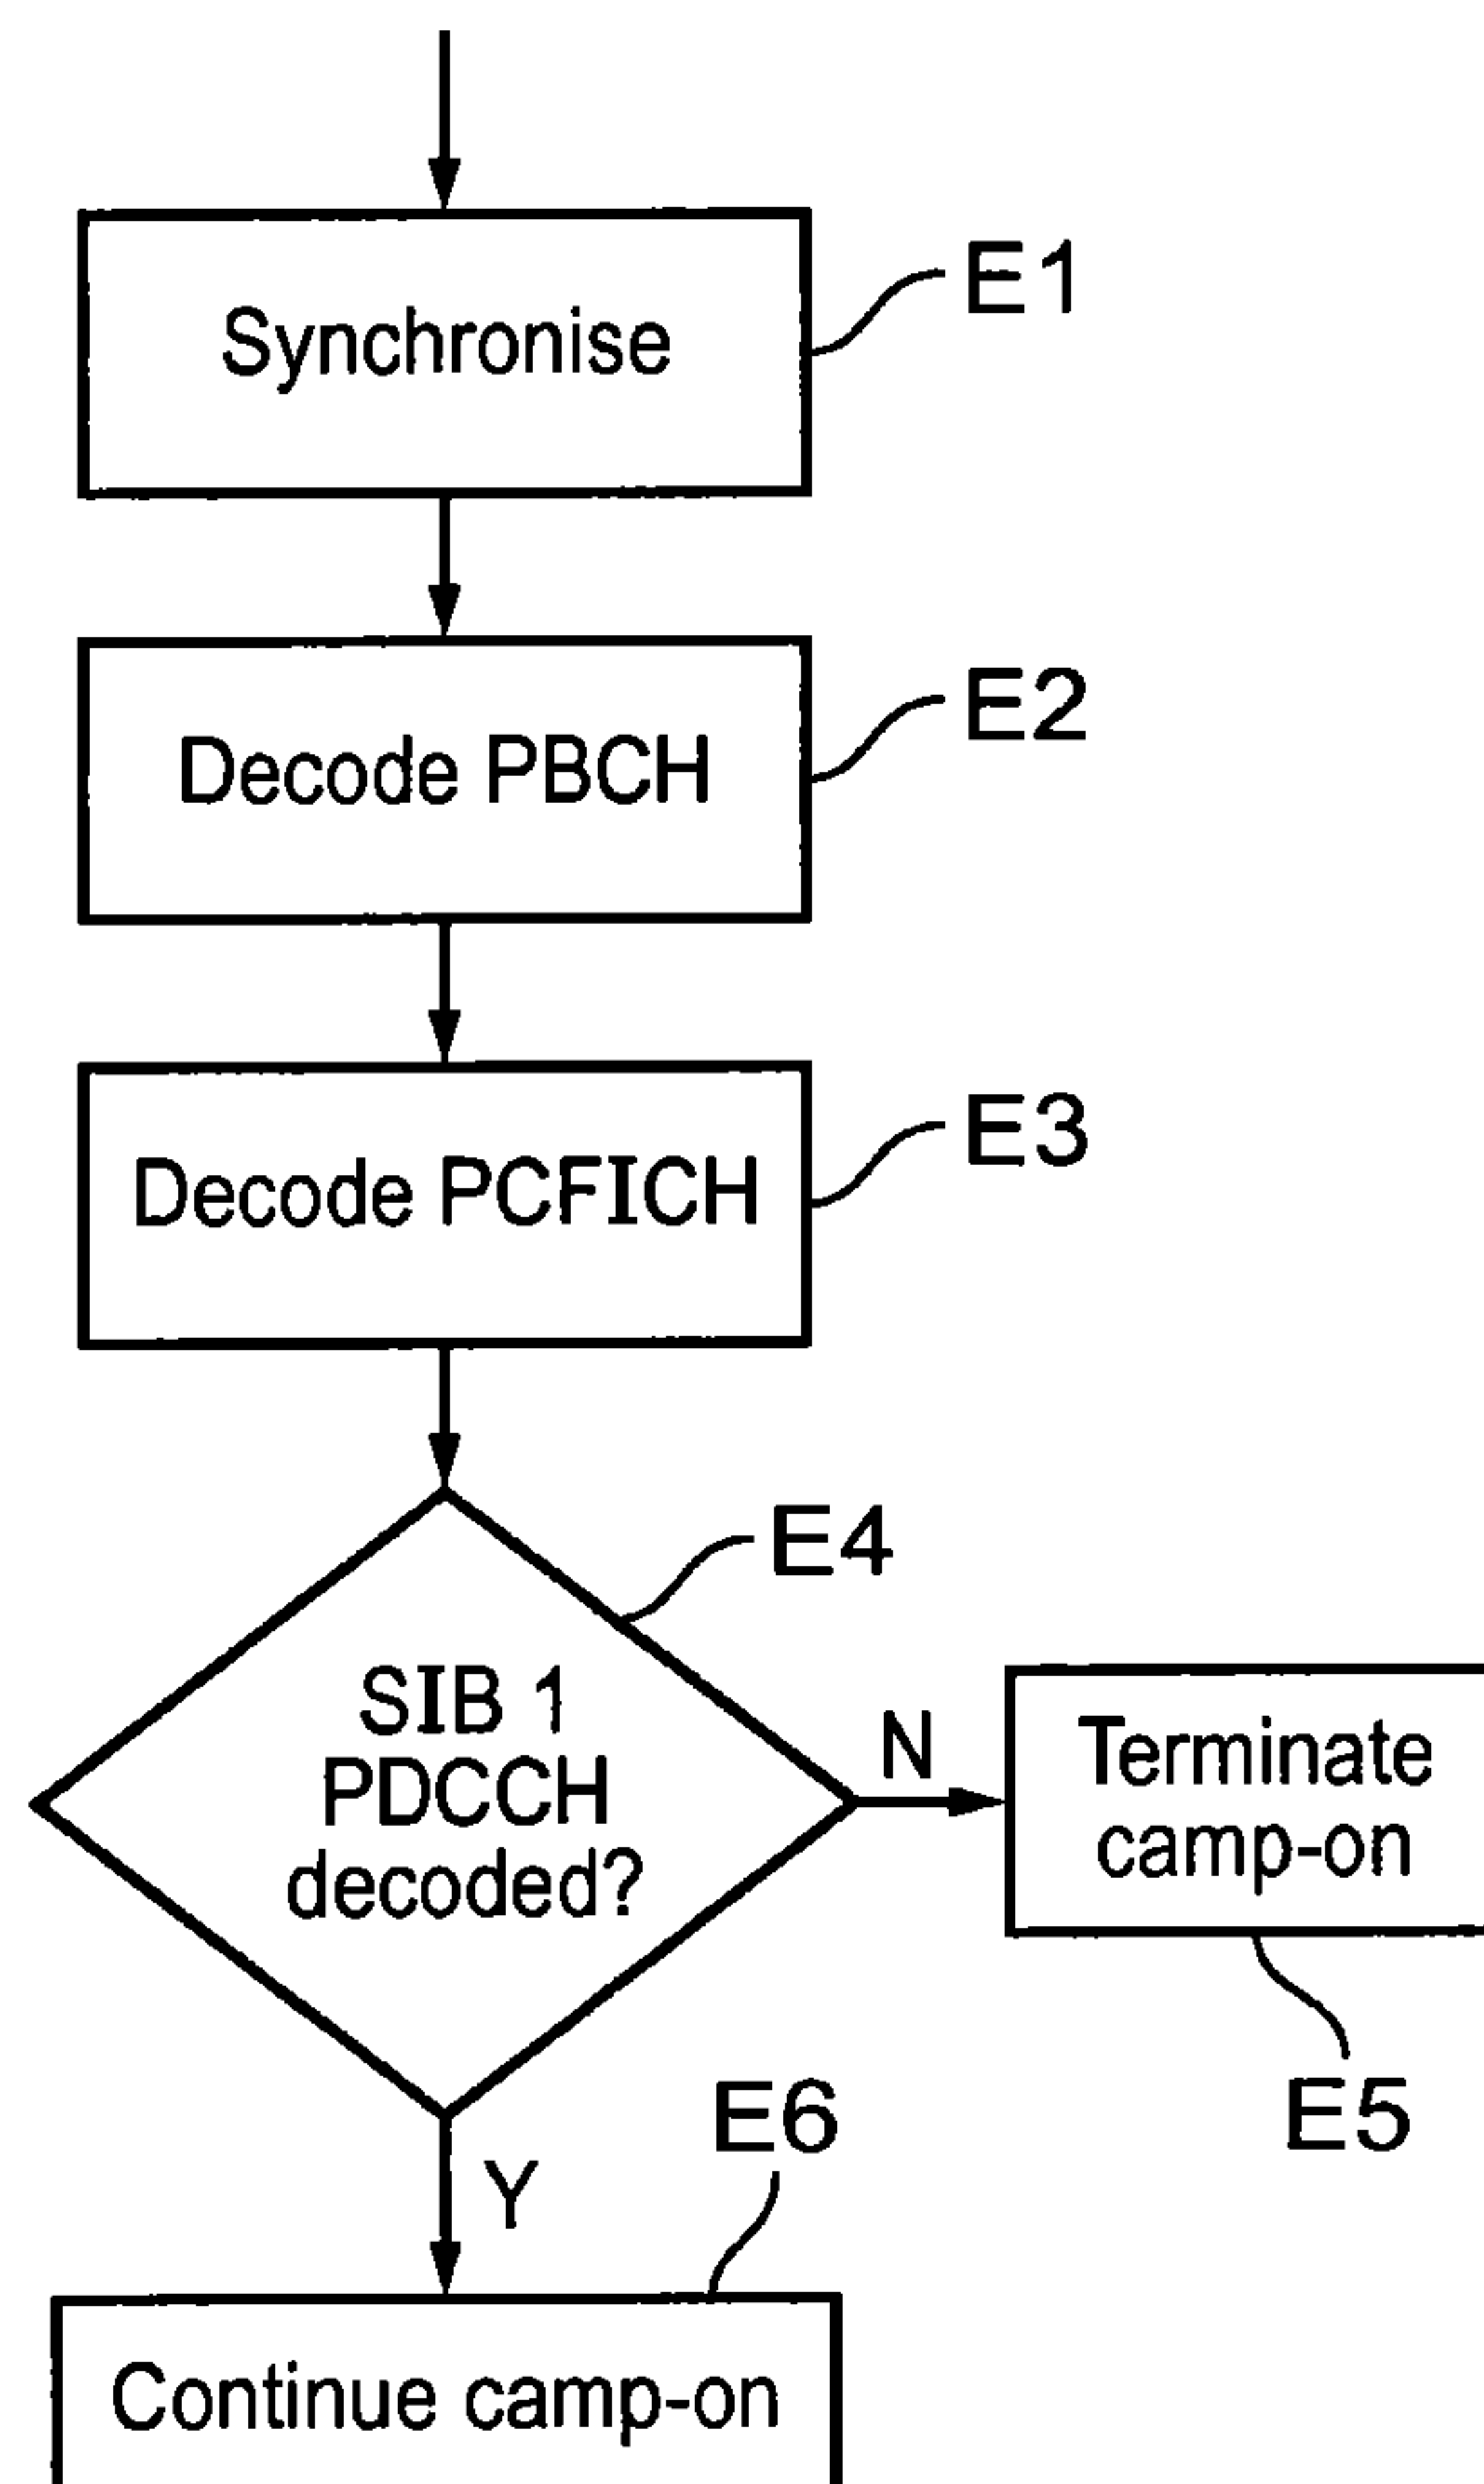 Synchronise
E1
Decode PBCH
E2
Decode PCFICH
E3
E4
SIB 1
PDCCH
decoded?
N
Terminate
camp-on
E5
E6
Y
Continue camp-on